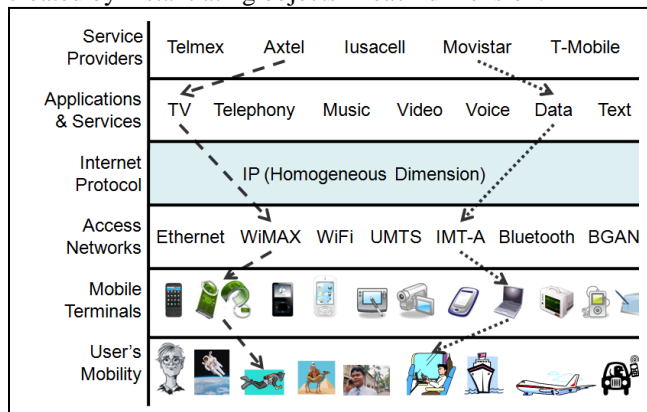 Service Providers
Telmex Axtel Iusacell Movistar T-Mobile
Applications & Services
TV Telephony Music Video Voice Data Text
Internet Protocol
IP (Homogeneous Dimension)
Access Networks
Ethernet WiMAX WiFi UMTS IMT-A Bluetooth BGAN
Mobile Terminals
User's Mobility